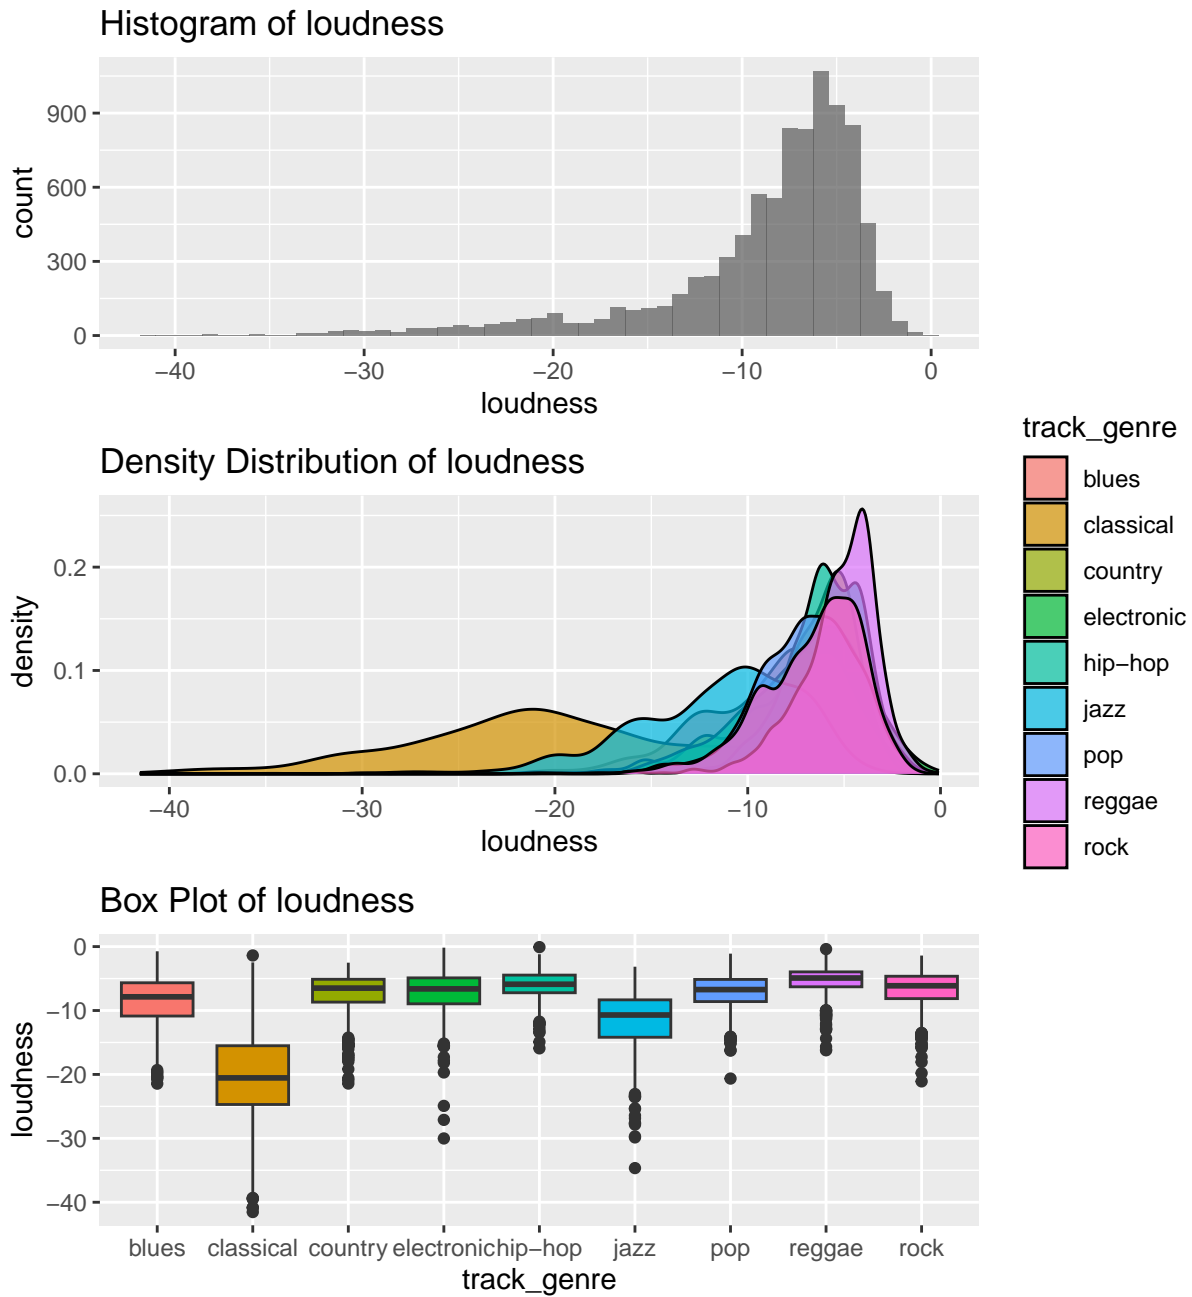 Histogram of loudness
900
600
300
0
count
−40 −30 −20 −10 0
loudness
Density Distribution of loudness
0.2
0.1
0.0
density
−40 −30 −20 −10 0
loudness
track_genre
blues
classical
country
electronic
hip−hop
jazz
pop
reggae
rock
Box Plot of loudness
0
−10
−20
−30
−40
loudness
blues classical country electronic hip−hop jazz pop reggae rock
track_genre